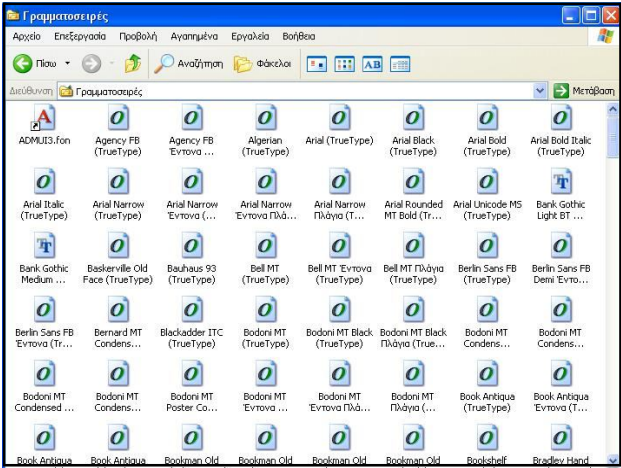 Γραμματοσειρές
Αρχείο Επεξεργασία Προβολή Αγαπημένα Εργαλεία Βοήθεια
Πίσω Αναζήτηση Φάκελοι AB
Διεύθυνση Γραμματοσειρές Μετάβαση
ADMUI3.fon Agency FB Agency FB Algerian Arial (TrueType) Arial Black Arial Bold Arial Bold Italic
(TrueType) Έντονα ... (TrueType) (TrueType) (TrueType) (TrueType)
Arial Italic Arial Narrow Arial Narrow Arial Narrow Arial Narrow Arial Rounded Arial Unicode MS Bank Gothic
(TrueType) (TrueType) Έντονα (... Έντονα Πλά... Πλάγια (T... MT Bold (Tr... (TrueType) Light BT ...
Bank Gothic Baskerville Old Bauhaus 93 Bell MT Bell MT Έντονα Bell MT Πλάγια Berlin Sans FB Berlin Sans FB
Medium ... Face (TrueType) (TrueType) (TrueType) (TrueType) (TrueType) (TrueType) Demi Έντο...
Berlin Sans FB Bernard MT Blackadder ITC Bodoni MT Bodoni MT Black Bodoni MT Black Bodoni MT Bodoni MT
Έντονα (Tr... Condens... (TrueType) (TrueType) (TrueType) Πλάγια (True... Condens... Condens...
Bodoni MT Bodoni MT Bodoni MT Bodoni MT Bodoni MT Bodoni MT Book Antiqua Book Antiqua
Condensed ... Condens... Poster Co... Έντονα ... Έντονα Πλά... Πλάγια (... (TrueType) Έντονα (T...
Book Antiqua Book Antiqua Bookman Old Bookman Old Bookman Old Bookman Old Bookshelf Bradley Hand